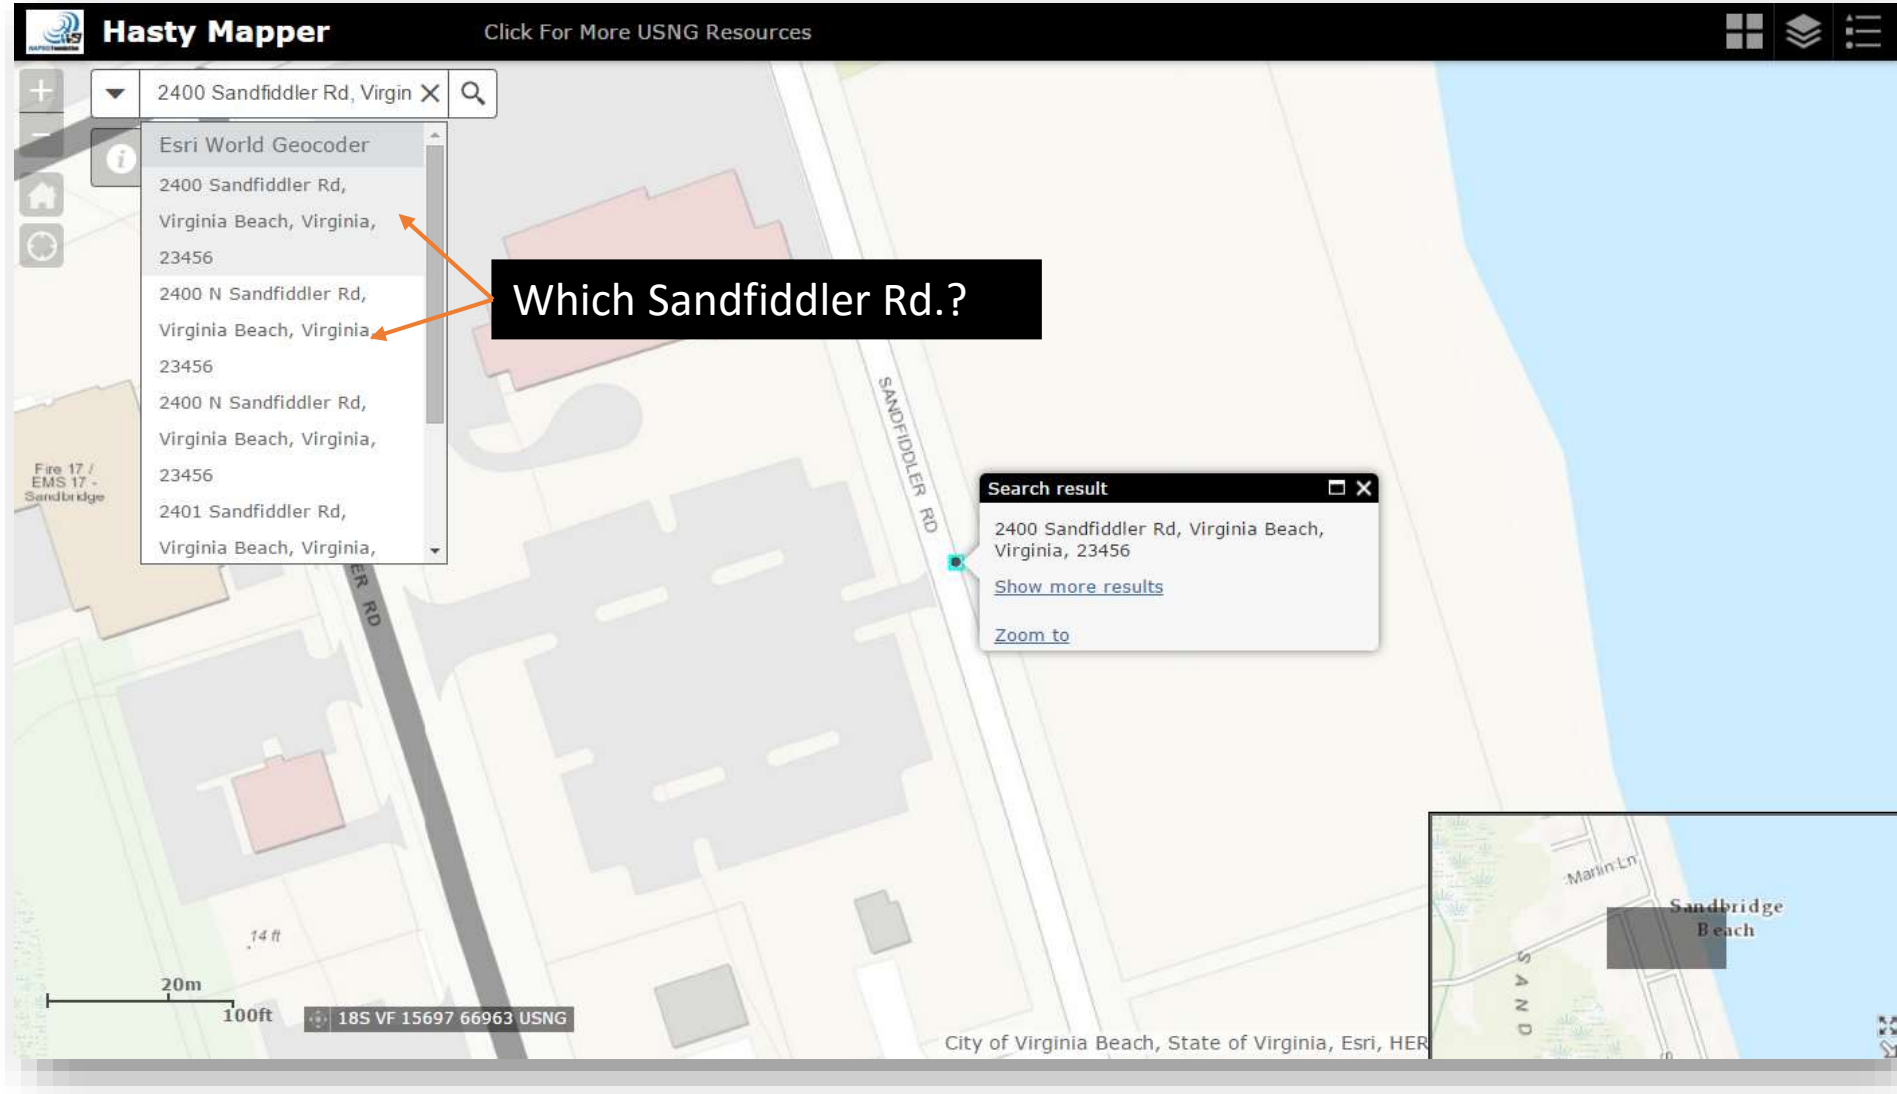 Hasty Mapper
Click For More USNG Resources
2400 Sandfiddler Rd, Virgin
Esri World Geocoder
2400 Sandfiddler Rd,
Virginia Beach, Virginia,
23456
2400 N Sandfiddler Rd,
Virginia Beach, Virginia,
23456
2400 N Sandfiddler Rd,
Virginia Beach, Virginia,
23456
2401 Sandfiddler Rd,
Virginia Beach, Virginia,
Which Sandfiddler Rd.?
SANDFIDDLER RD
Fire 17 /
EMS 17 -
Sandbridge
ER RD
Search result
2400 Sandfiddler Rd, Virginia Beach,
Virginia, 23456
Show more results
Zoom to
14 ft
20m
100ft
18S VF 15697 66963 USNG
City of Virginia Beach, State of Virginia, Esri, HER
Marlin Ln
Sandbridge
Beach
SAND